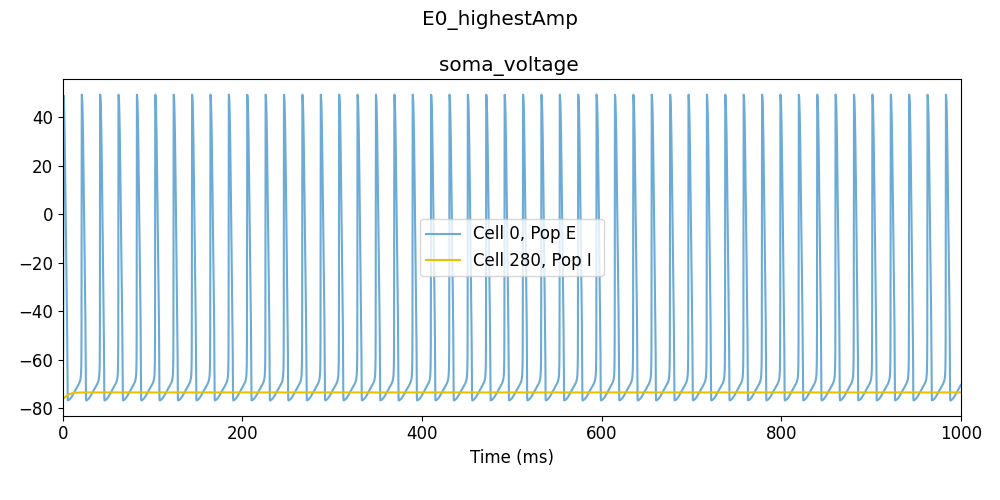 E0_highestAmp
soma_voltage
40
20
0
−20
−40
−60
−80
Cell 0, Pop E
Cell 280, Pop I
0 200 400 600 800 1000
Time (ms)